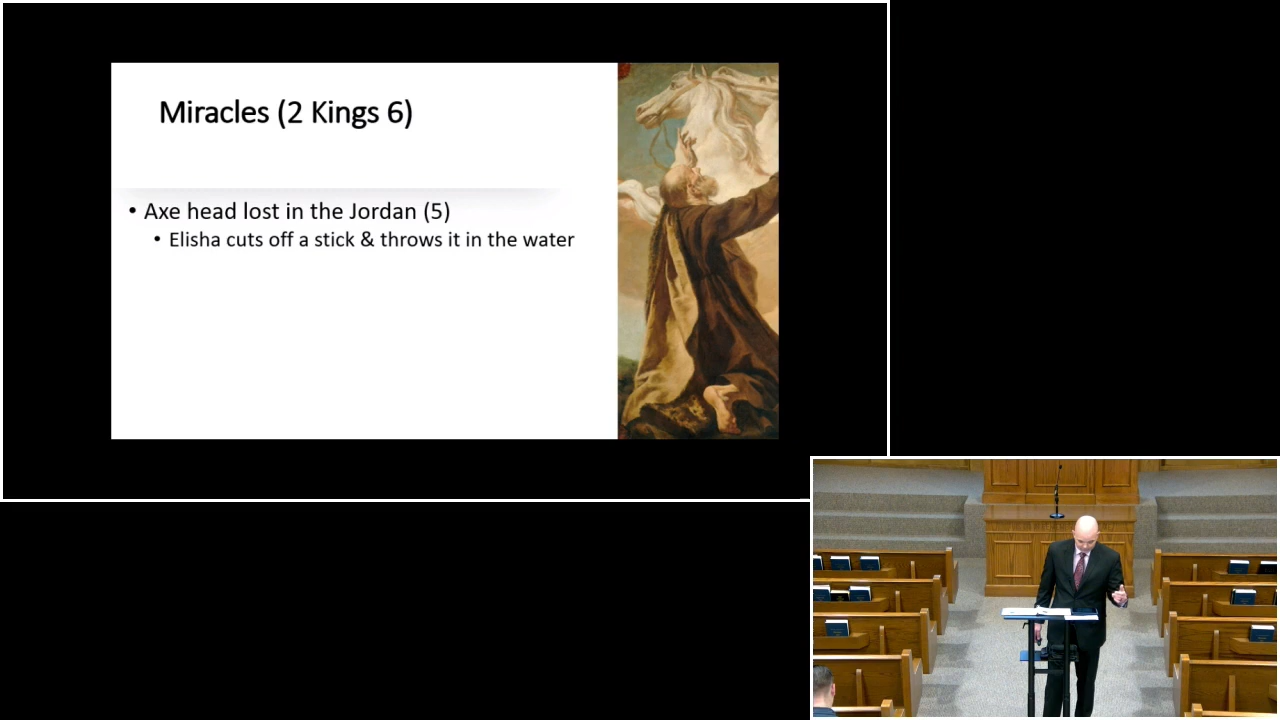 Miracles (2 Kings 6)
• Axe head lost in the Jordan (5)
• Elisha cuts off a stick & throws it in the water